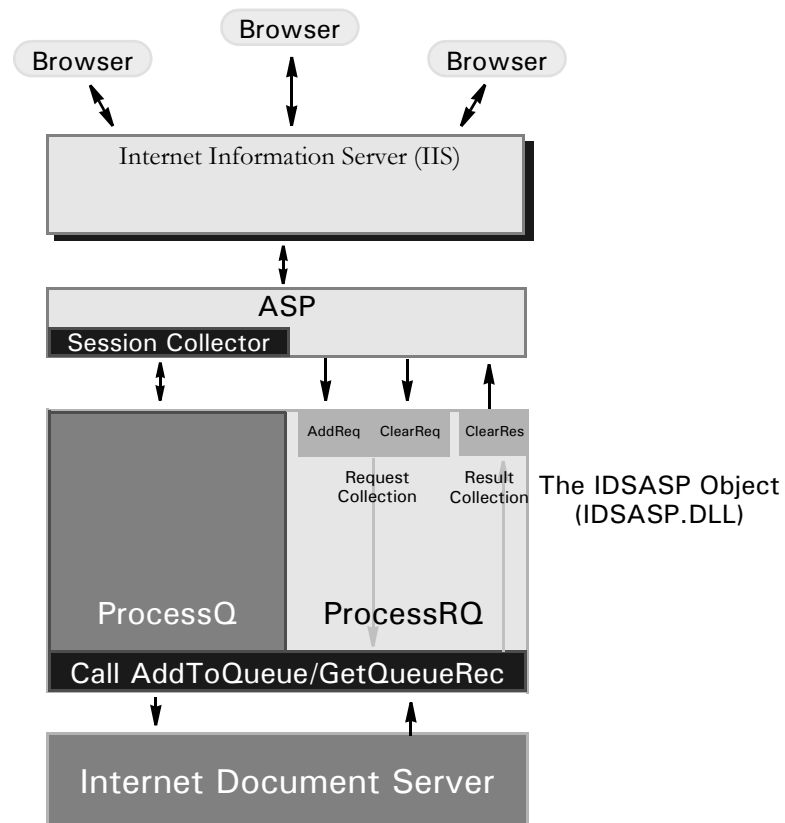 Browser
Browser
Browser
Internet Information Server (IIS)
ASP
Session Collector
AddReq
ClearReq
ClearRes
Request
Collection
Result
Collection
The IDSASP Object
(IDSASP.DLL)
ProcessQ
ProcessRQ
Call AddToQueue/GetQueueRec
Internet Document Server